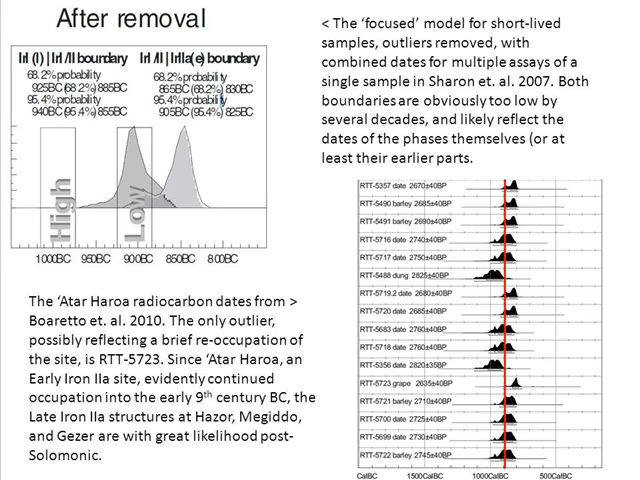 After removal
IrI (l) | IrI /II boundary
68.2% probability
925BC (68.2%) 885BC
95.4% probability
940BC (95.4%) 855BC
IrI /II | IrIIa(e) boundary
68.2% probability
865BC (68.2%) 830BC
95.4% probability
905BC (95.4%) 825BC
High
Low
1000BC 950BC 900BC 850BC 800BC
< The ‘focused’ model for short-lived
samples, outliers removed, with
combined dates for multiple assays of a
single sample in Sharon et. al. 2007. Both
boundaries are obviously too low by
several decades, and likely reflect the
dates of the phases themselves (or at
least their earlier parts.
The ‘Atar Haroa radiocarbon dates from >
Boaretto et. al. 2010. The only outlier,
possibly reflecting a brief re-occupation of
the site, is RTT-5723. Since ‘Atar Haroa, an
Early Iron IIa site, evidently continued
occupation into the early 9th century BC, the
Late Iron IIa structures at Hazor, Megiddo,
and Gezer are with great likelihood post-
Solomonic.
RTT-5357 date 2670±40BP
RTT-5490 barley 2685±40BP
RTT-5491 barley 2690±40BP
RTT-5716 date 2740±40BP
RTT-5717 date 2750±40BP
RTT-5488 dung 2825±40BP
RTT-5719.2 date 2680±40BP
RTT-5720 date 2685±40BP
RTT-5683 date 2760±40BP
RTT-5718 date 2760±40BP
RTT-5356 date 2820±35BP
RTT-5723 grape 2635±40BP
RTT-5721 barley 2710±40BP
RTT-5700 date 2725±40BP
RTT-5699 date 2730±40BP
RTT-5722 barley 2745±40BP
CalBC 1500CalBC 1000CalBC 500CalBC